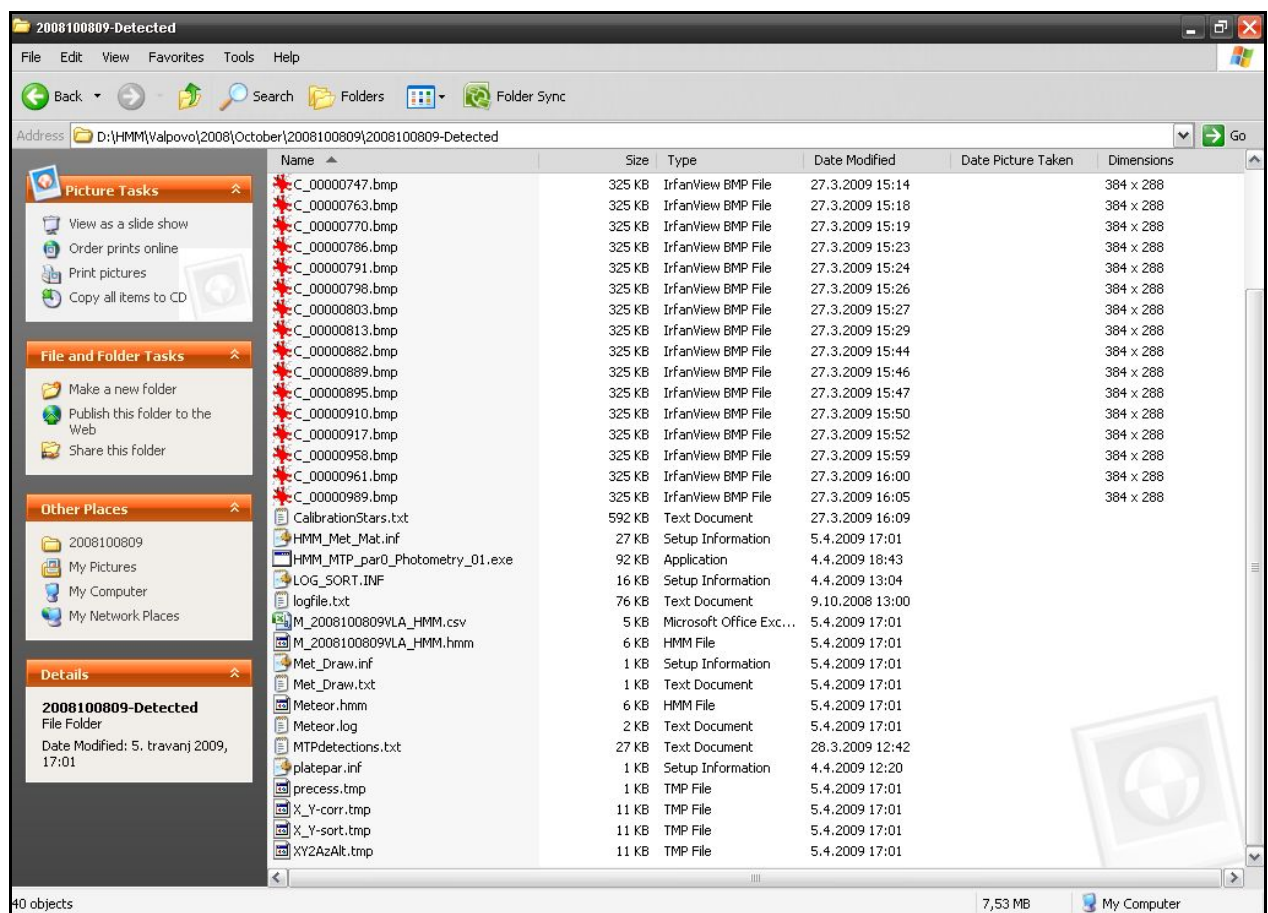 2008100809-Detected
File Edit View Favorites Tools Help
Back Search Folders Folder Sync
Address D:\HMM\Valpovo\2008\October\2008100809\2008100809-Detected Go
Picture Tasks
View as a slide show
Order prints online
Print pictures
Copy all items to CD
File and Folder Tasks
Make a new folder
Publish this folder to the
Web
Share this folder
Other Places
2008100809
My Pictures
My Computer
My Network Places
Details
2008100809-Detected
File Folder
Date Modified: 5. travanj 2009,
17:01
Name Size Type Date Modified Date Picture Taken Dimensions
C_00000747.bmp 325 KB IrfanView BMP File 27.3.2009 15:14 384 x 288
C_00000763.bmp 325 KB IrfanView BMP File 27.3.2009 15:18 384 x 288
C_00000770.bmp 325 KB IrfanView BMP File 27.3.2009 15:19 384 x 288
C_00000786.bmp 325 KB IrfanView BMP File 27.3.2009 15:23 384 x 288
C_00000791.bmp 325 KB IrfanView BMP File 27.3.2009 15:24 384 x 288
C_00000798.bmp 325 KB IrfanView BMP File 27.3.2009 15:26 384 x 288
C_00000803.bmp 325 KB IrfanView BMP File 27.3.2009 15:27 384 x 288
C_00000813.bmp 325 KB IrfanView BMP File 27.3.2009 15:29 384 x 288
C_00000882.bmp 325 KB IrfanView BMP File 27.3.2009 15:44 384 x 288
C_00000889.bmp 325 KB IrfanView BMP File 27.3.2009 15:46 384 x 288
C_00000895.bmp 325 KB IrfanView BMP File 27.3.2009 15:47 384 x 288
C_00000910.bmp 325 KB IrfanView BMP File 27.3.2009 15:50 384 x 288
C_00000917.bmp 325 KB IrfanView BMP File 27.3.2009 15:52 384 x 288
C_00000958.bmp 325 KB IrfanView BMP File 27.3.2009 15:59 384 x 288
C_00000961.bmp 325 KB IrfanView BMP File 27.3.2009 16:00 384 x 288
C_00000989.bmp 325 KB IrfanView BMP File 27.3.2009 16:05 384 x 288
CalibrationStars.txt 592 KB Text Document 27.3.2009 16:09
HMM_Met_Mat.inf 27 KB Setup Information 5.4.2009 17:01
HMM_MTP_par0_Photometry_01.exe 92 KB Application 4.4.2009 18:43
LOG_SORT.INF 16 KB Setup Information 4.4.2009 13:04
logfile.txt 76 KB Text Document 9.10.2008 13:00
M_2008100809VLA_HMM.csv 5 KB Microsoft Office Exc... 5.4.2009 17:01
M_2008100809VLA_HMM.hmm 6 KB HMM File 5.4.2009 17:01
Met_Draw.inf 1 KB Setup Information 5.4.2009 17:01
Met_Draw.txt 1 KB Text Document 5.4.2009 17:01
Meteor.hmm 6 KB HMM File 5.4.2009 17:01
Meteor.log 2 KB Text Document 5.4.2009 17:01
MTPdetections.txt 27 KB Text Document 28.3.2009 12:42
platepar.inf 1 KB Setup Information 4.4.2009 12:20
precess.tmp 1 KB TMP File 5.4.2009 17:01
X_Y-corr.tmp 11 KB TMP File 5.4.2009 17:01
X_Y-sort.tmp 11 KB TMP File 5.4.2009 17:01
XY2AzAlt.tmp 11 KB TMP File 5.4.2009 17:01
40 objects 7,53 MB My Computer